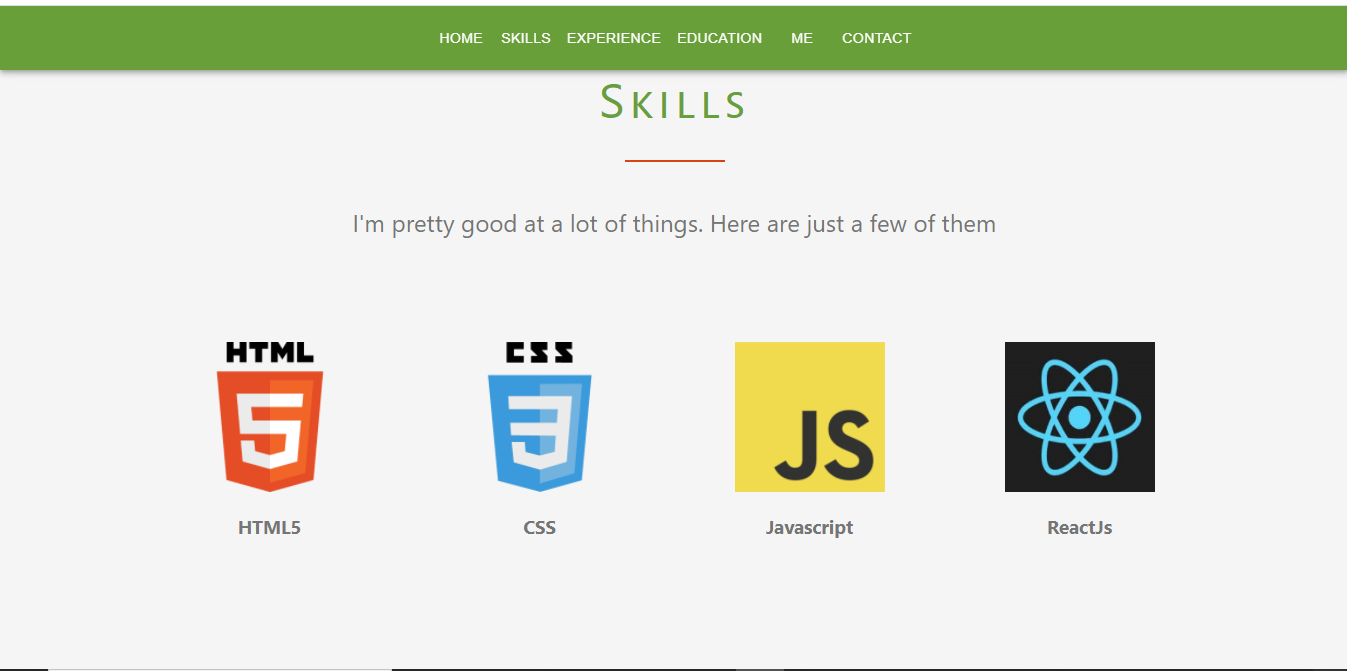 HOME SKILLS EXPERIENCE EDUCATION ME CONTACT
Skills
I'm pretty good at a lot of things. Here are just a few of them
HTML CSS
5 3 JS
HTML5 CSS Javascript ReactJs